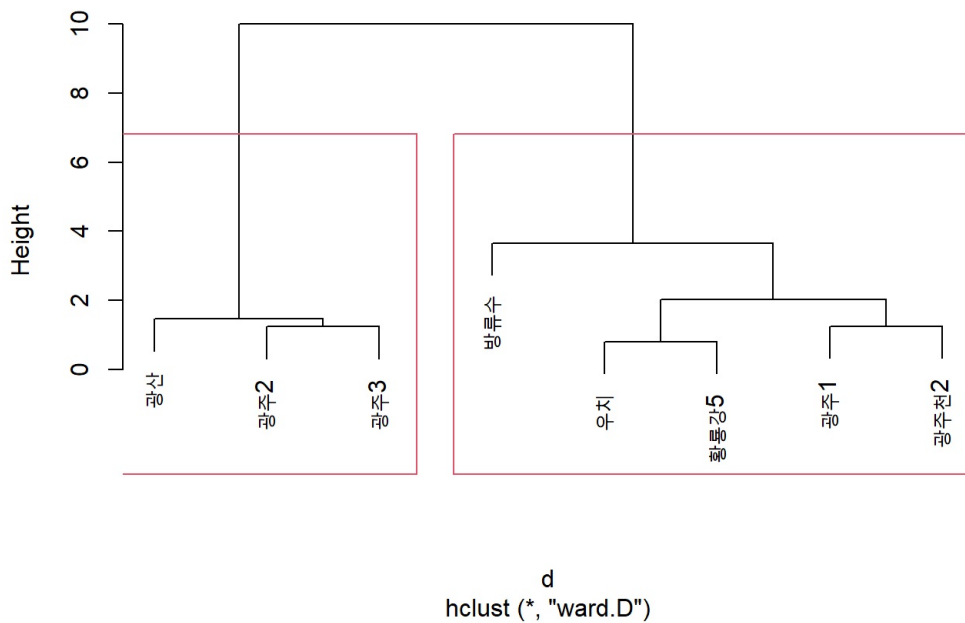 Height
10
8
6
4
2
0
광산
광주2
광주3
방류수
우치
황룡강5
광주1
광주천2
d
hclust (*, "ward.D")